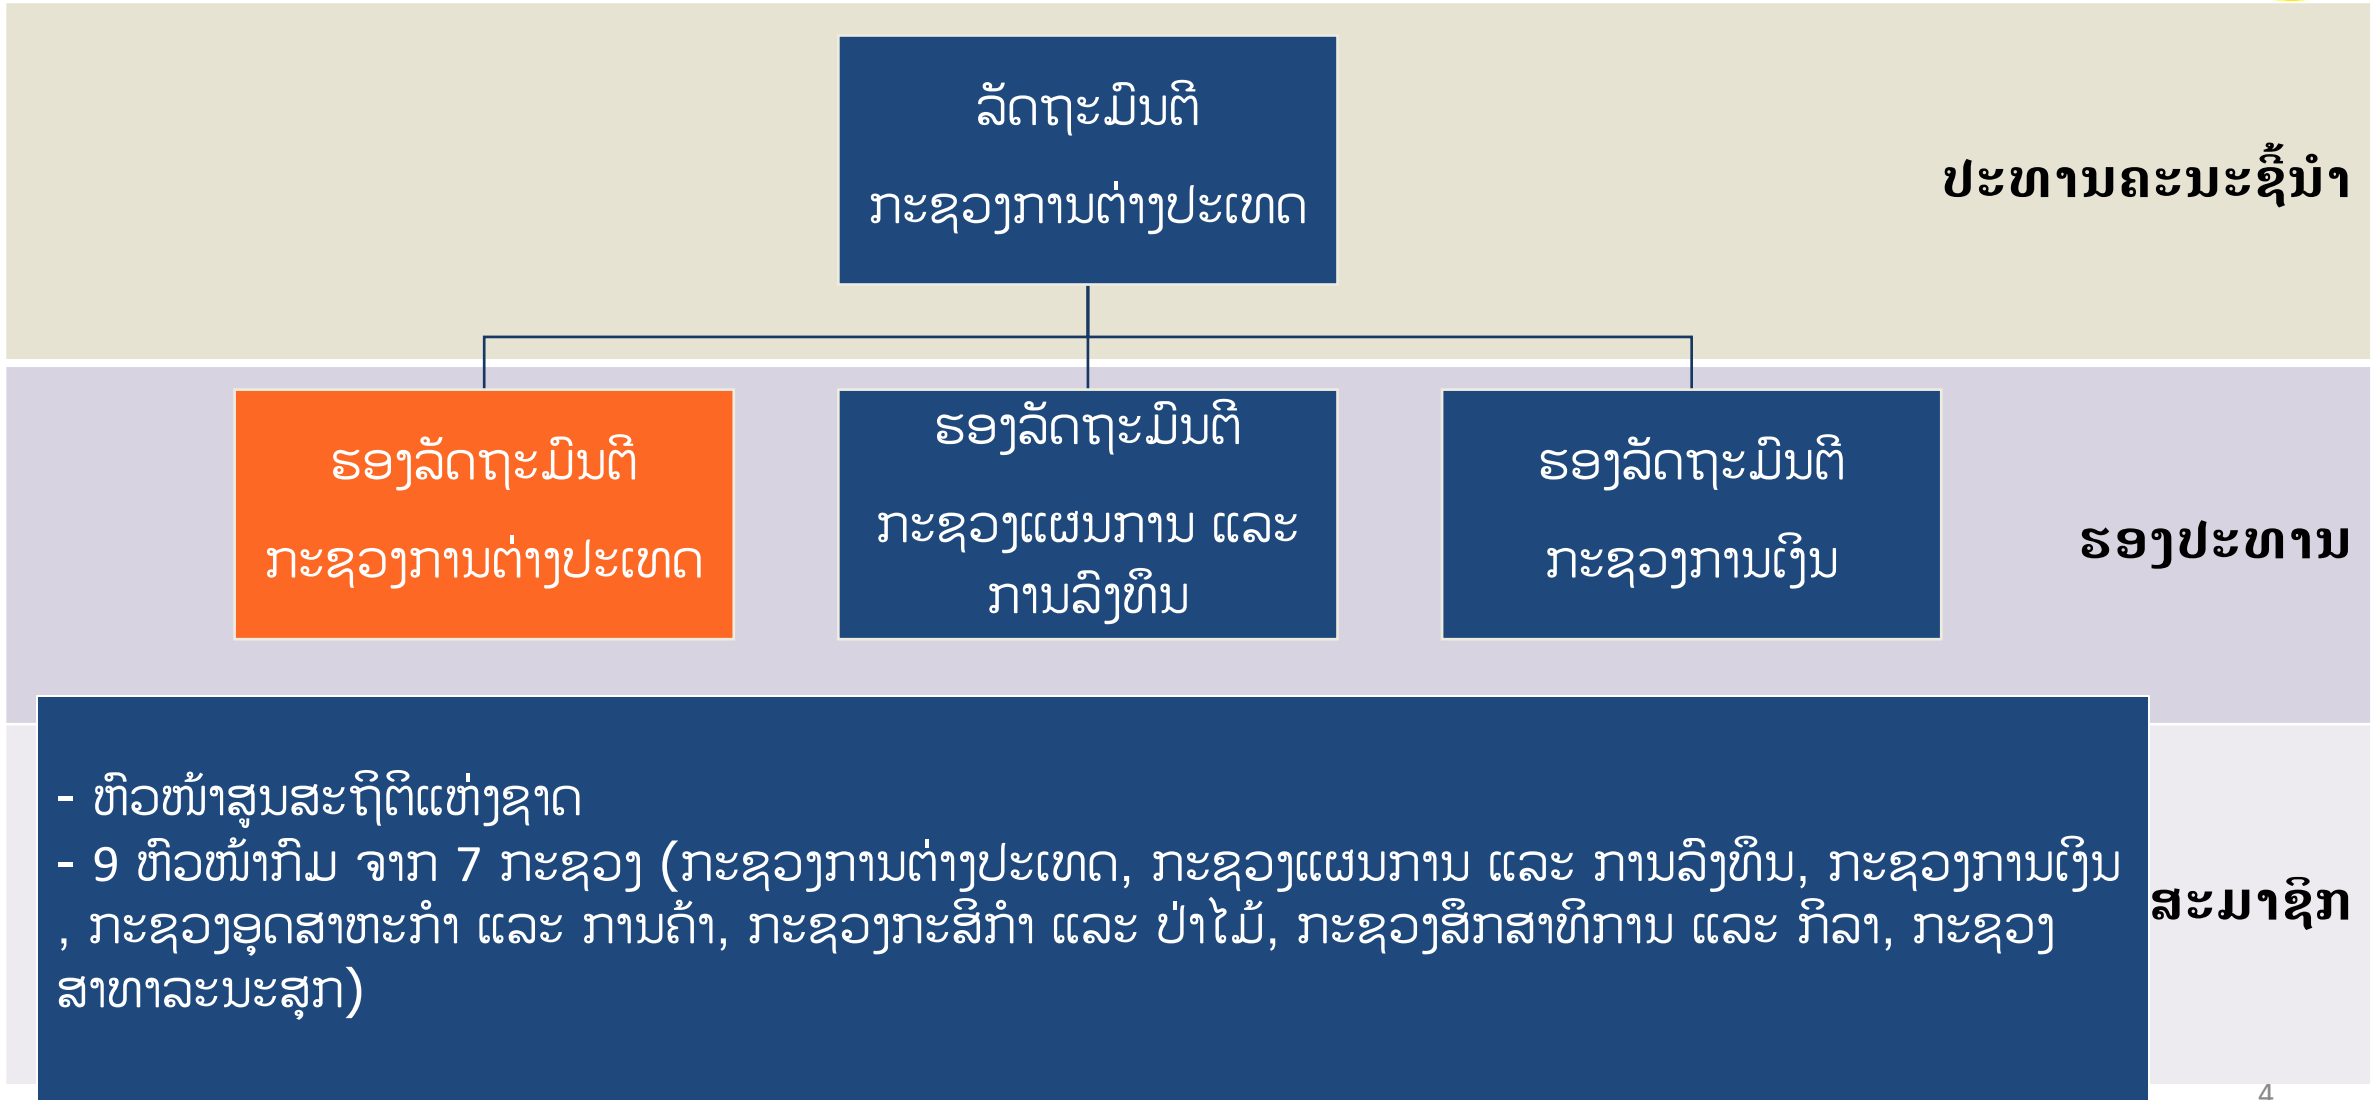 ລັດຖະມົນຕີ
ກະຊວງການຕ່າງປະເທດ
ປະທານຄະນະຊີ້ນໍາ
ຮອງລັດຖະມົນຕີ
ກະຊວງການຕ່າງປະເທດ
ຮອງລັດຖະມົນຕີ
ກະຊວງແຜນການ ແລະ
ການລົງທຶນ
ຮອງລັດຖະມົນຕີ
ກະຊວງການເງິນ
ຮອງປະທານ
- ຫົວໜ້າສູນສະຖິຕິແຫ່ງຊາດ
- 9 ຫົວໜ້າກົມ ຈາກ 7 ກະຊວງ (ກະຊວງການຕ່າງປະເທດ, ກະຊວງແຜນການ ແລະ ການລົງທຶນ, ກະຊວງການເງິນ
, ກະຊວງອຸດສາຫະກໍາ ແລະ ການຄ້າ, ກະຊວງກະສິກໍາ ແລະ ປ່າໄມ້, ກະຊວງສຶກສາທິການ ແລະ ກິລາ, ກະຊວງ
ສາທາລະນະສຸກ)
ສະມາຊິກ
4